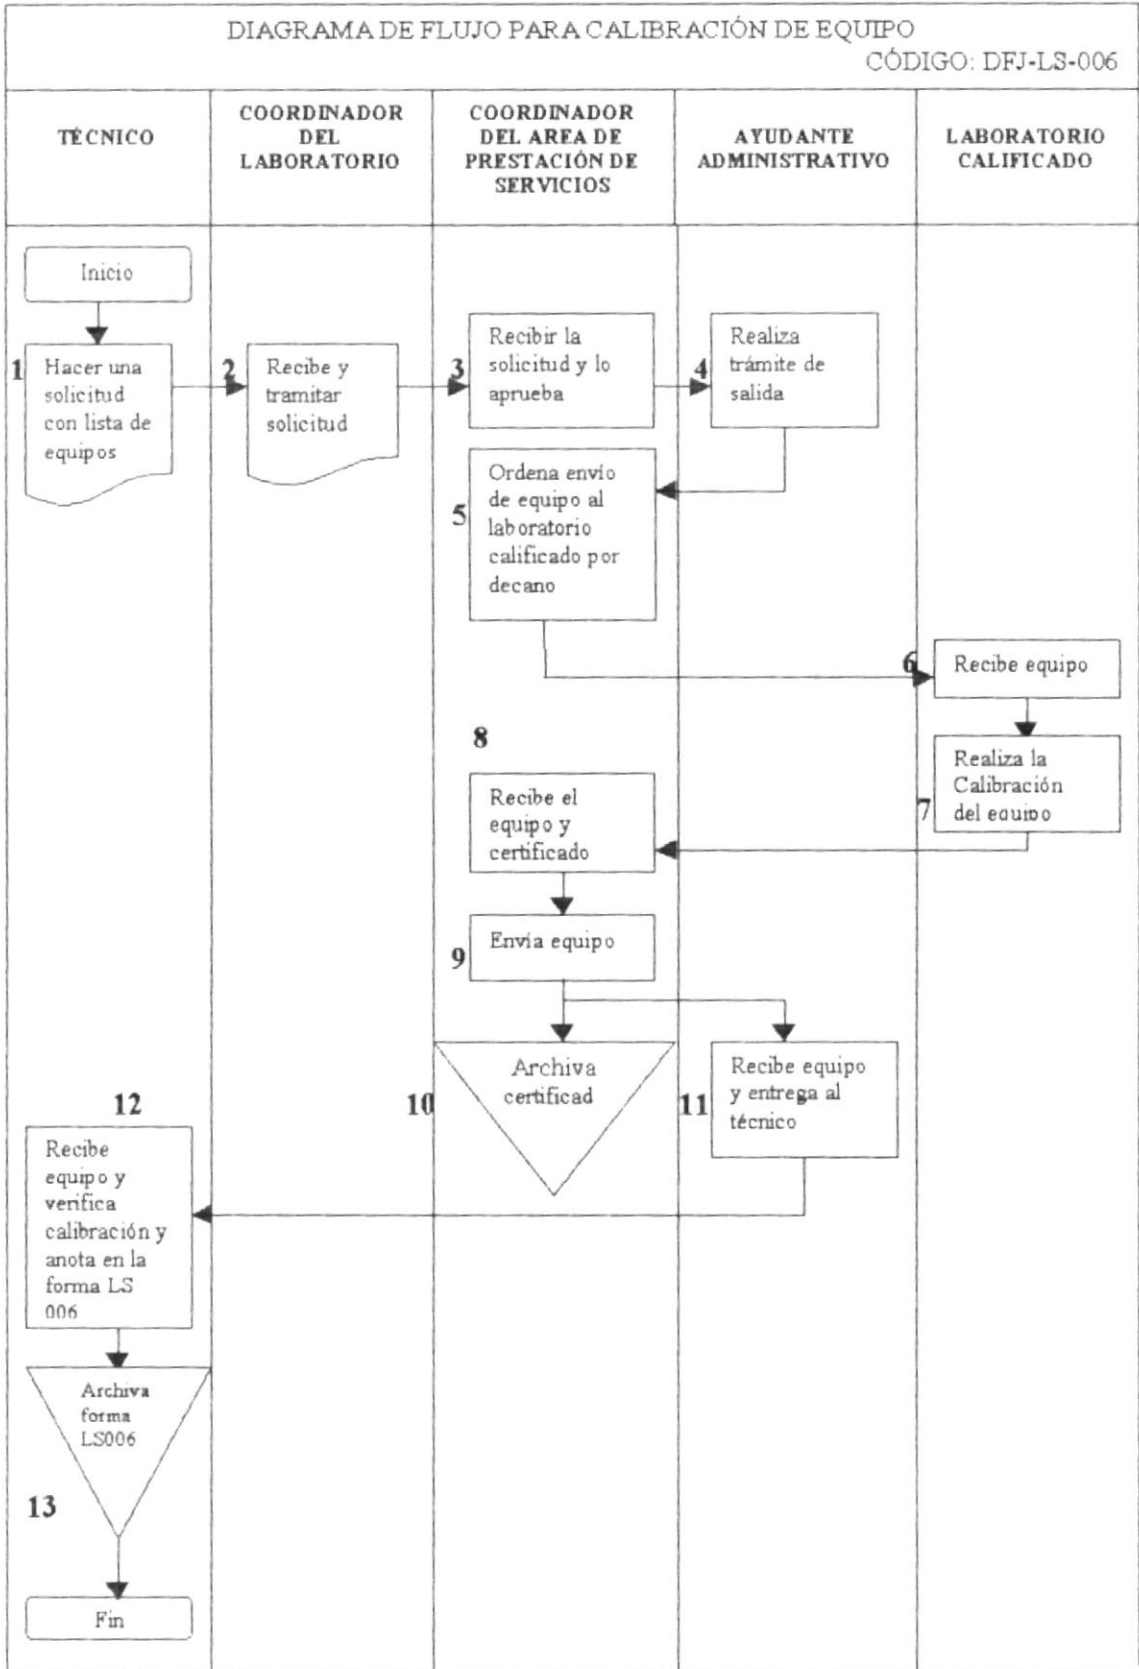 DIAGRAMA DE FLUJO PARA CALIBRACIÓN DE EQUIPO
CÓDIGO: DFJ-LS-006
TÉCNICO
COORDINADOR
DEL
LABORATORIO
COORDINADOR
DEL AREA DE
PRESTACIÓN DE
SERVICIOS
AYUDANTE
ADMINISTRATIVO
LABORATORIO
CALIFICADO
Inicio
1
Hacer una
solicitud
con lista de
equipos
2
Recibe y
tramitar
solicitud
3
Recibir la
solicitud y lo
aprueba
4
Realiza
trámite de
salida
5
Ordena envío
de equipo al
laboratorio
calificado por
decano
6
Recibe equipo
7
Realiza la
Calibración
del equipo
8
Recibe el
equipo y
certificado
9
Envía equipo
10
Archiva
certificad
11
Recibe equipo
y entrega al
técnico
12
Recibe
equipo y
verifica
calibración y
anota en la
forma LS
006
Archiva
forma
LS006
13
Fin